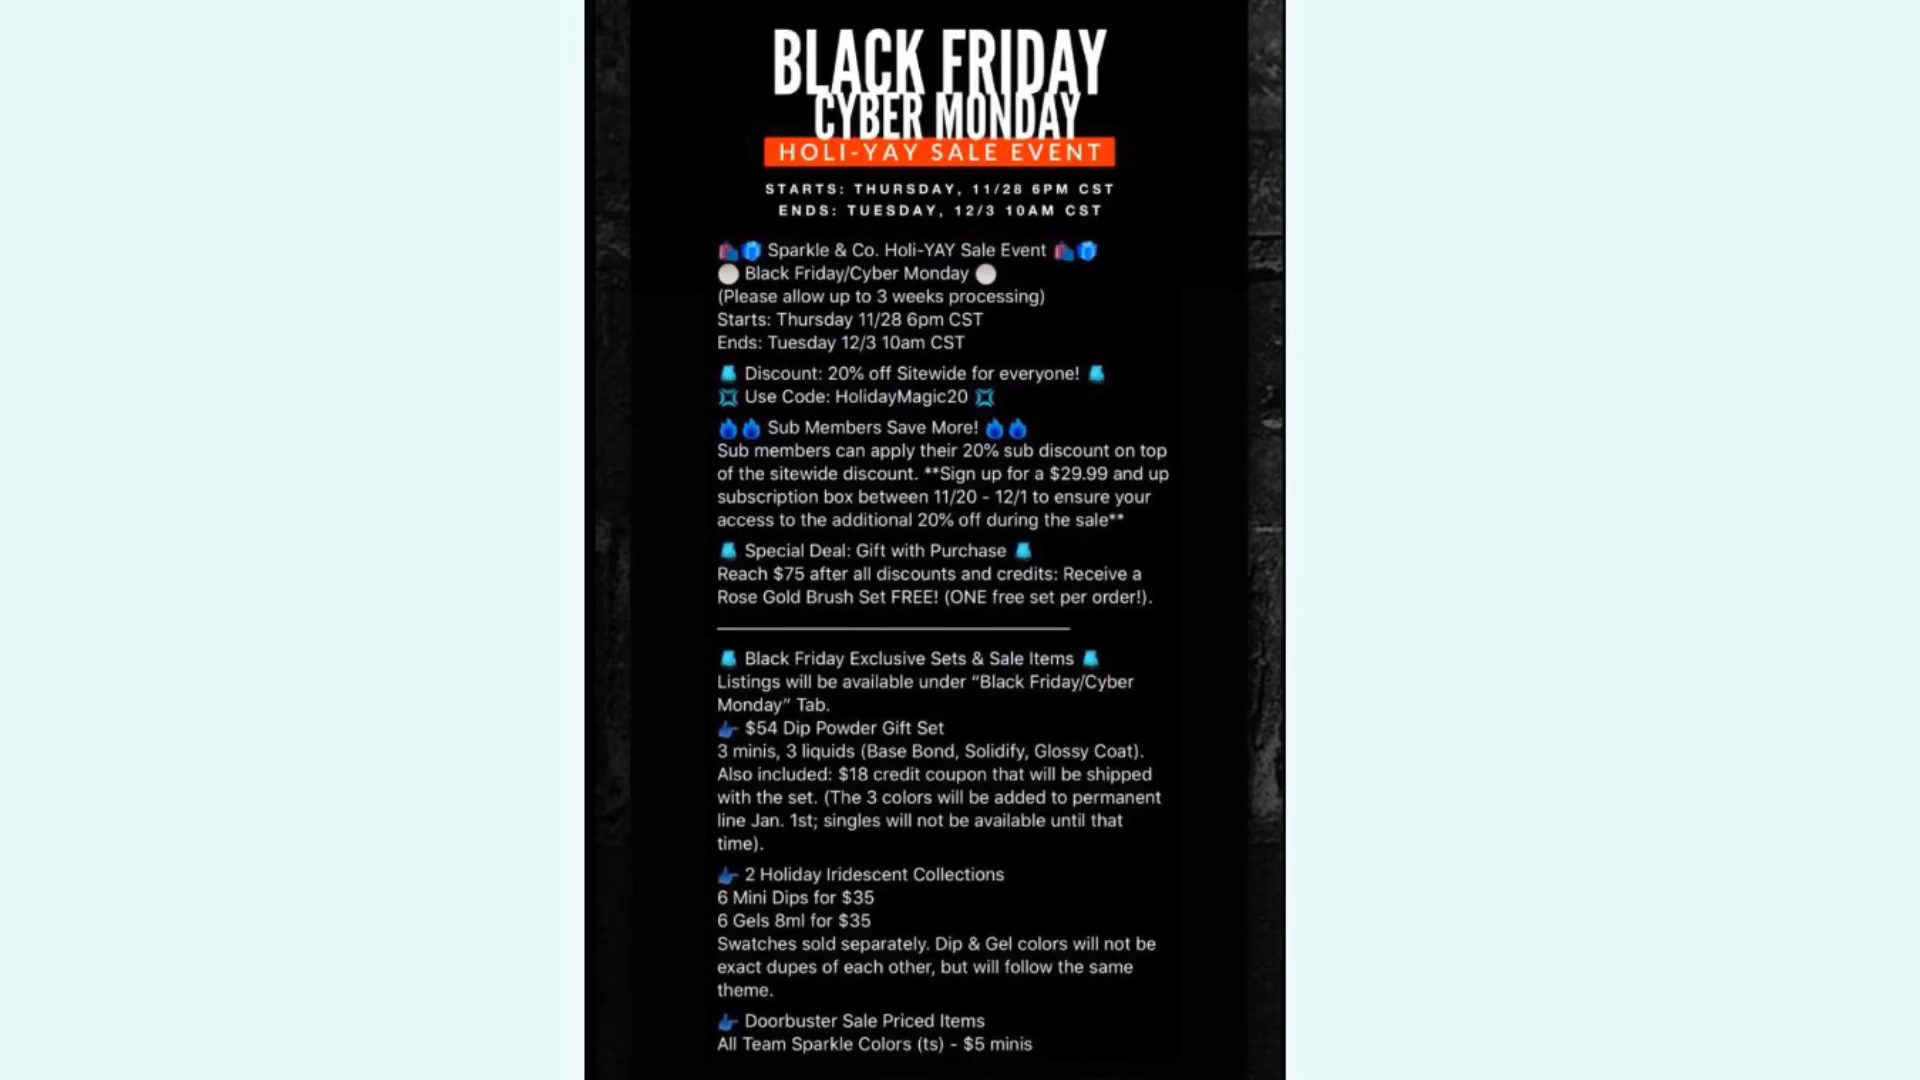 BLACK FRIDAY
CYBER MONDAY
HOLI-YAY SALE EVENT
STARTS: THURSDAY, 11/28 6PM CST
ENDS: TUESDAY, 12/3 10AM CST
Sparkle & Co. Holi-YAY Sale Event
Black Friday/Cyber Monday
(Please allow up to 3 weeks processing)
Starts: Thursday 11/28 6pm CST
Ends: Tuesday 12/3 10am CST
Discount: 20% off Sitewide for everyone!
Use Code: HolidayMagic20
Sub Members Save More!
Sub members can apply their 20% sub discount on top
of the sitewide discount. **Sign up for a $29.99 and up
subscription box between 11/20 - 12/1 to ensure your
access to the additional 20% off during the sale**
Special Deal: Gift with Purchase
Reach $75 after all discounts and credits: Receive a
Rose Gold Brush Set FREE! (ONE free set per order!).
Black Friday Exclusive Sets & Sale Items
Listings will be available under “Black Friday/Cyber
Monday” Tab.
$54 Dip Powder Gift Set
3 minis, 3 liquids (Base Bond, Solidify, Glossy Coat).
Also included: $18 credit coupon that will be shipped
with the set. (The 3 colors will be added to permanent
line Jan. 1st; singles will not be available until that
time).
2 Holiday Iridescent Collections
6 Mini Dips for $35
6 Gels 8ml for $35
Swatches sold separately. Dip & Gel colors will not be
exact dupes of each other, but will follow the same
theme.
Doorbuster Sale Priced Items
All Team Sparkle Colors (ts) - $5 minis